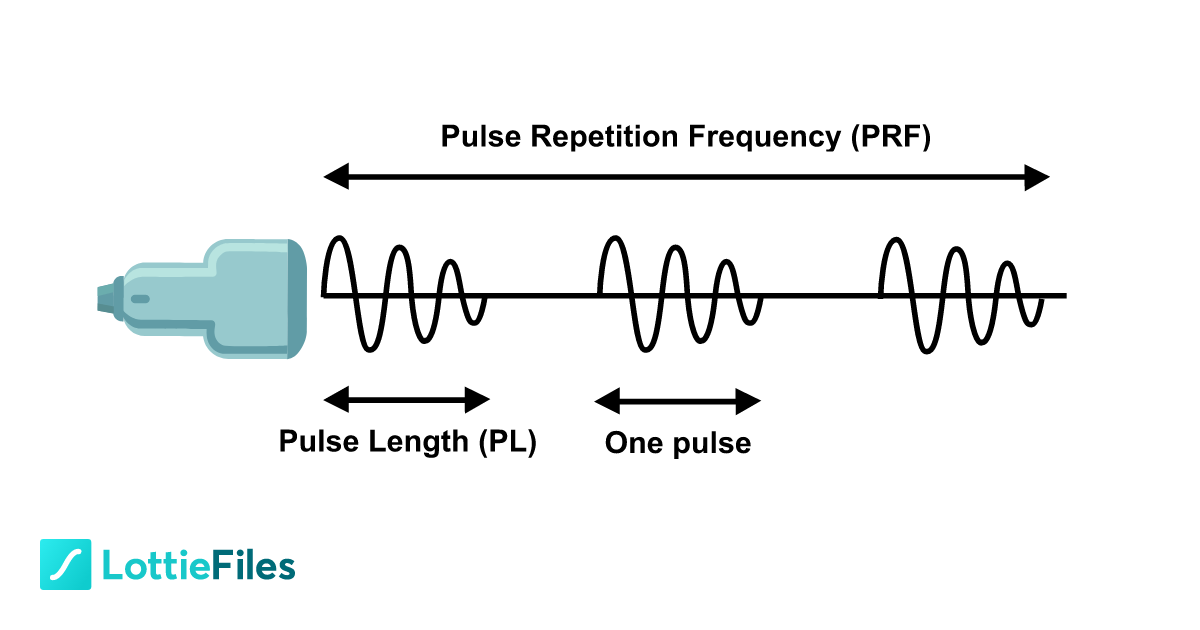 Pulse Repetition Frequency (PRF)
Pulse Length (PL)
One pulse
LottieFiles